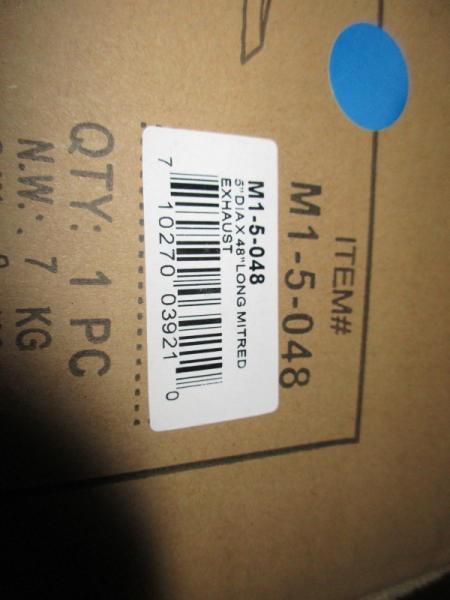 ITEM#
M1-5-048
M1-5-048
5"DIA X 48"LONG MITRED
EXHAUST
7 10270 03921 0
QTY: 1 PC
N.W.: 7 KG